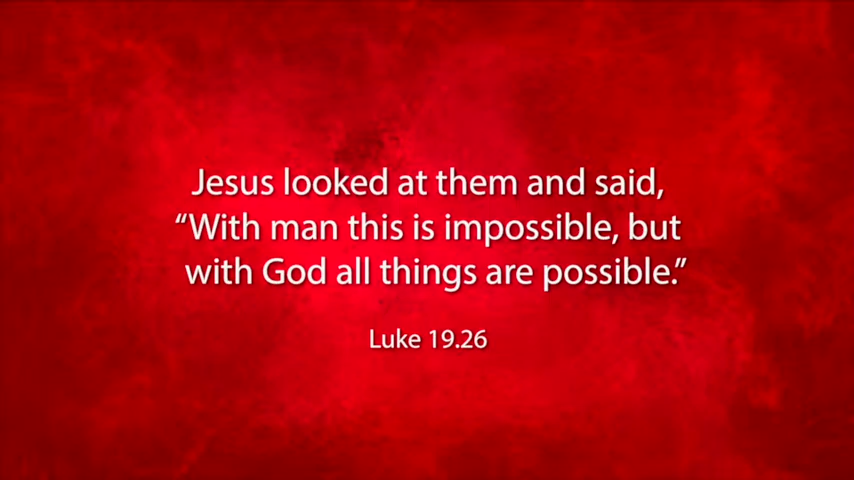 Jesus looked at them and said,
“With man this is impossible, but
with God all things are possible.”
Luke 19.26